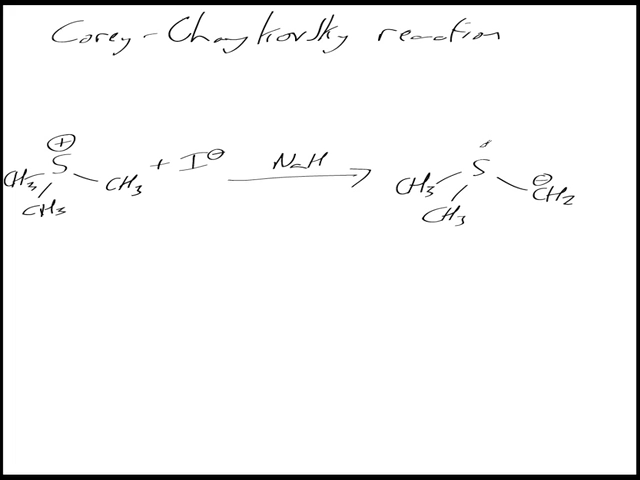 Corey-Chaykovsky reaction
⊕
S + I⊖ NaH S
CH3 CH3 CH3 ⊖CH2
CH3 CH3